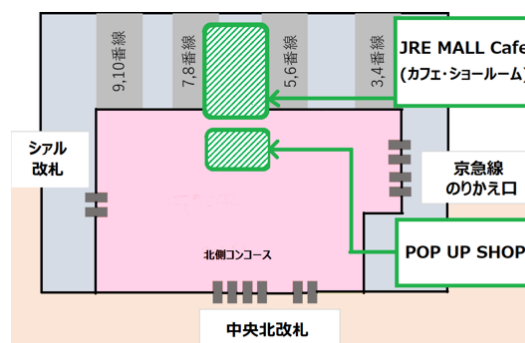 9,10番線
7,8番線
5,6番線
3,4番線
JRE MALL Cafe
(カフェ・ショールーム)
シァル
改札
京急線
のりかえ口
北側コンコース
POP UP SHOP
中央北改札